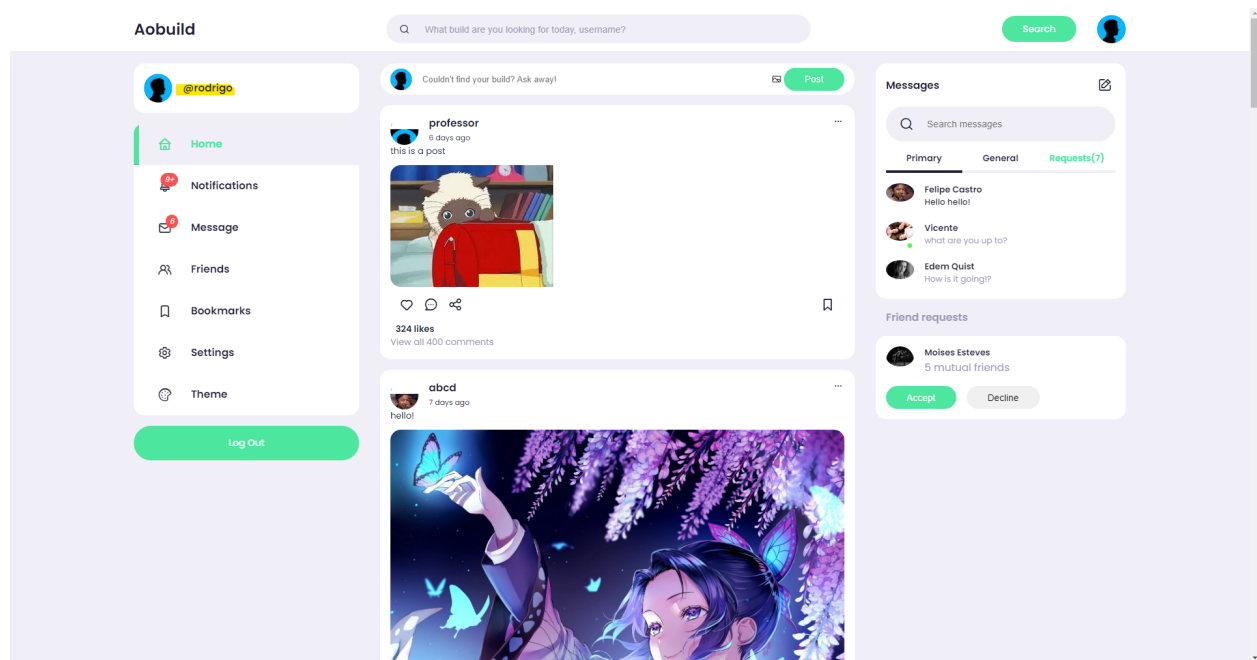 Aobuild
What build are you looking for today, username?
Search
@rodrigo
Home
9+
Notifications
6
Message
Friends
Bookmarks
Settings
Theme
Log Out
Couldn't find your build? Ask away!
Post
professor
6 days ago
this is a post
324 likes
View all 400 comments
abcd
7 days ago
hello!
Messages
Search messages
Primary General Requests(7)
Felipe Castro
Hello hello!
Vicente
what are you up to?
Edem Quist
How is it going!?
Friend requests
Moises Esteves
5 mutual friends
Accept Decline